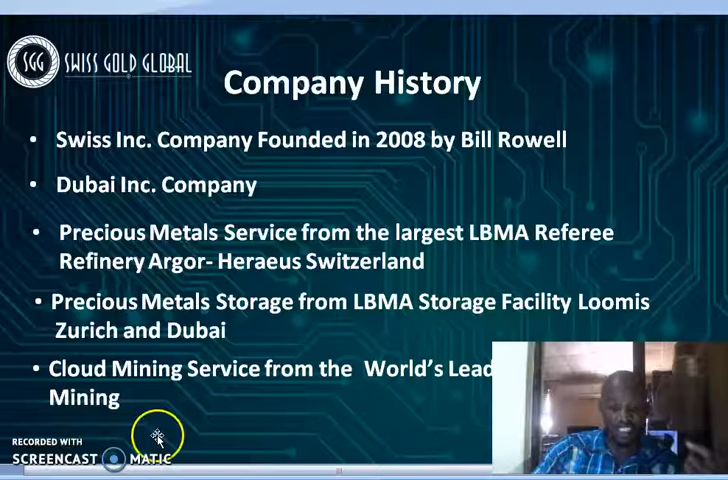 SGG SWISS GOLD GLOBAL
Company History
• Swiss Inc. Company Founded in 2008 by Bill Rowell
• Dubai Inc. Company
• Precious Metals Service from the largest LBMA Referee
Refinery Argor- Heraeus Switzerland
• Precious Metals Storage from LBMA Storage Facility Loomis
Zurich and Dubai
• Cloud Mining Service from the World's Lead
Mining
RECORDED WITH
SCREENCAST MATIC